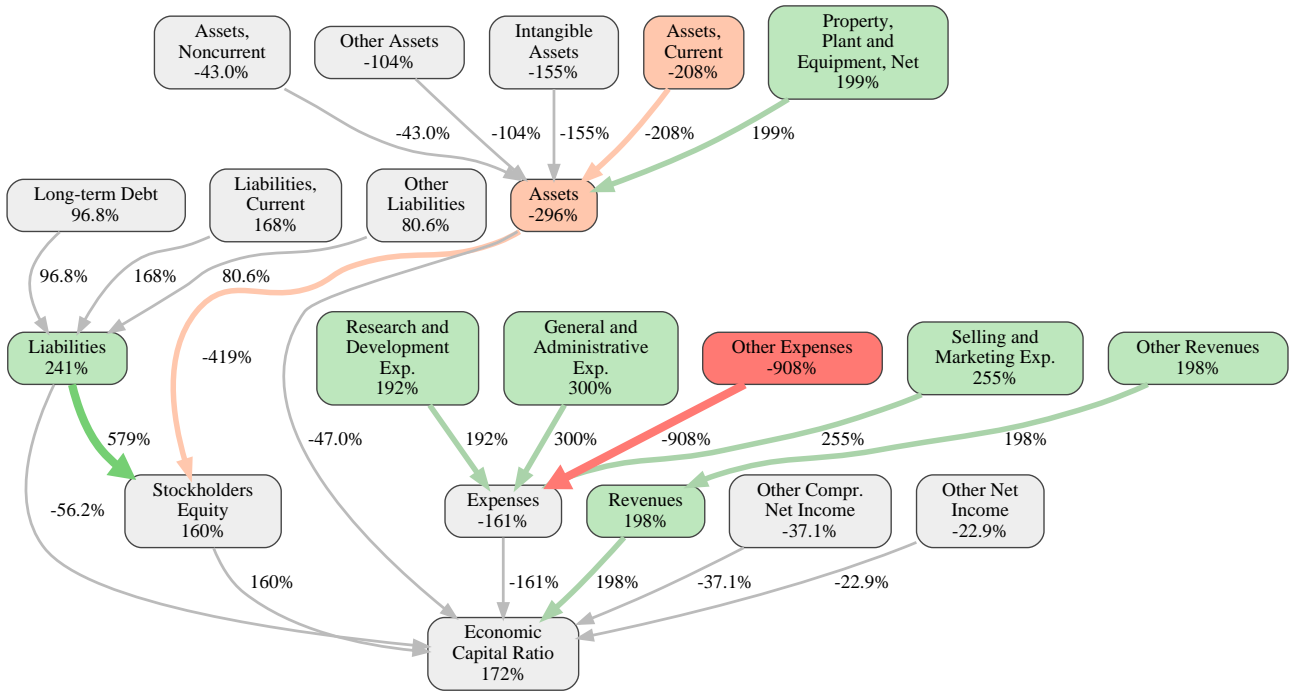 Assets,
Noncurrent
-43.0%
Other Assets
-104%
Intangible
Assets
-155%
Assets,
Current
-208%
Property,
Plant and
Equipment, Net
199%
-43.0%
-104%
-155%
-208%
199%
Long-term Debt
96.8%
Liabilities,
Current
168%
Other
Liabilities
80.6%
Assets
-296%
96.8%
168%
80.6%
Liabilities
241%
-419%
Research and
Development
Exp.
192%
General and
Administrative
Exp.
300%
Other Expenses
-908%
Selling and
Marketing Exp.
255%
Other Revenues
198%
579%
-47.0%
192%
300%
-908%
255%
198%
-56.2%
Stockholders
Equity
160%
Expenses
-161%
Revenues
198%
Other Compr.
Net Income
-37.1%
Other Net
Income
-22.9%
160%
-161%
198%
-37.1%
-22.9%
Economic
Capital Ratio
172%